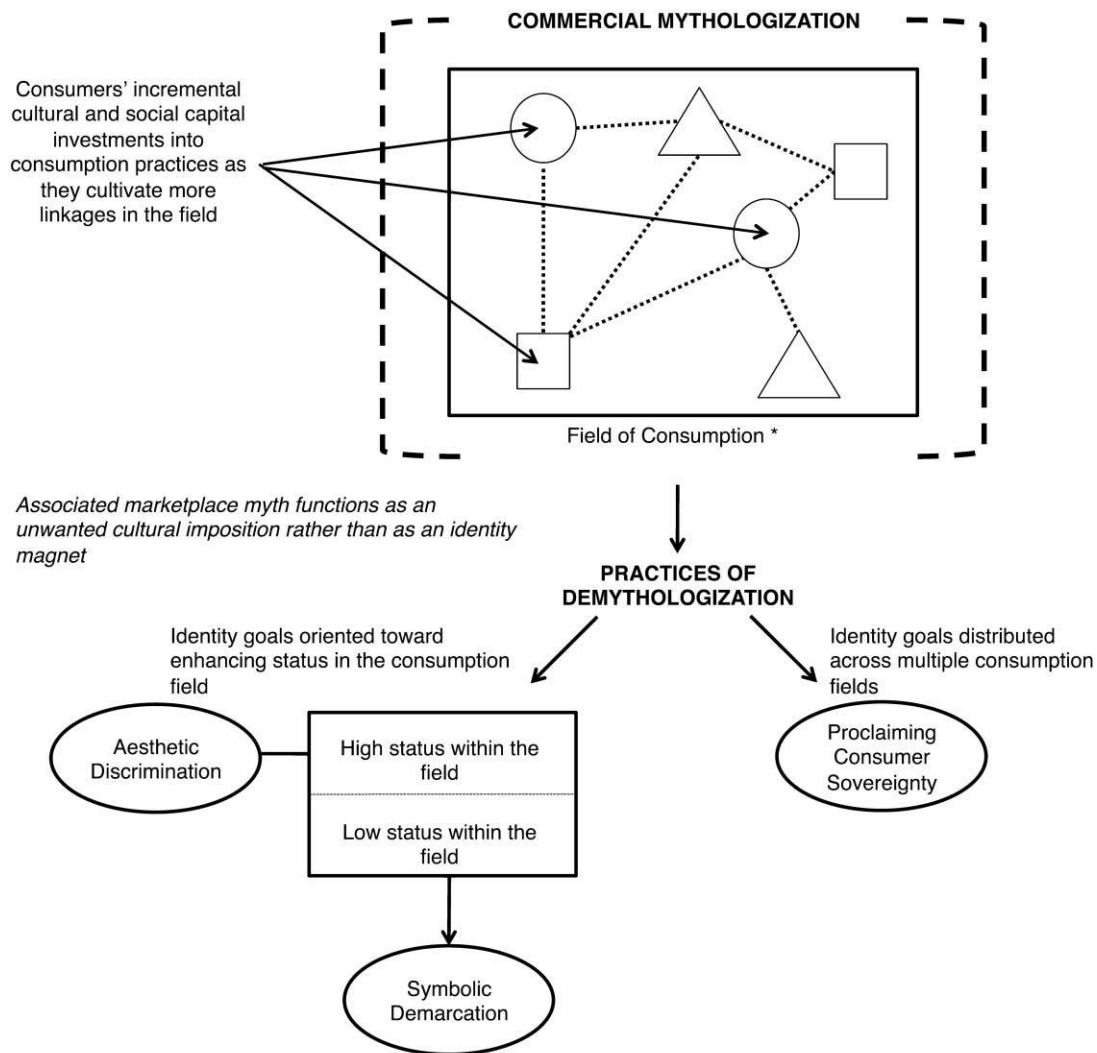 COMMERCIAL MYTHOLOGIZATION
Consumers’ incremental
cultural and social capital
investments into
consumption practices as
they cultivate more
linkages in the field
Field of Consumption *
Associated marketplace myth functions as an
unwanted cultural imposition rather than as an identity
magnet
PRACTICES OF
DEMYTHOLOGIZATION
Identity goals oriented toward
enhancing status in the consumption
field
Identity goals distributed
across multiple consumption
fields
Aesthetic
Discrimination
High status within the
field
Low status within the
field
Proclaiming
Consumer
Sovereignty
Symbolic
Demarcation